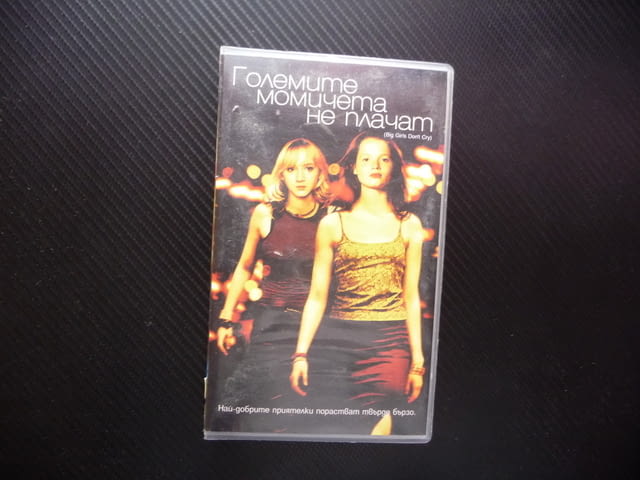 Големите
момичета
не плачат
(Big Girls Don't Cry)
Най-добрите приятелки порастват твърде бързо.